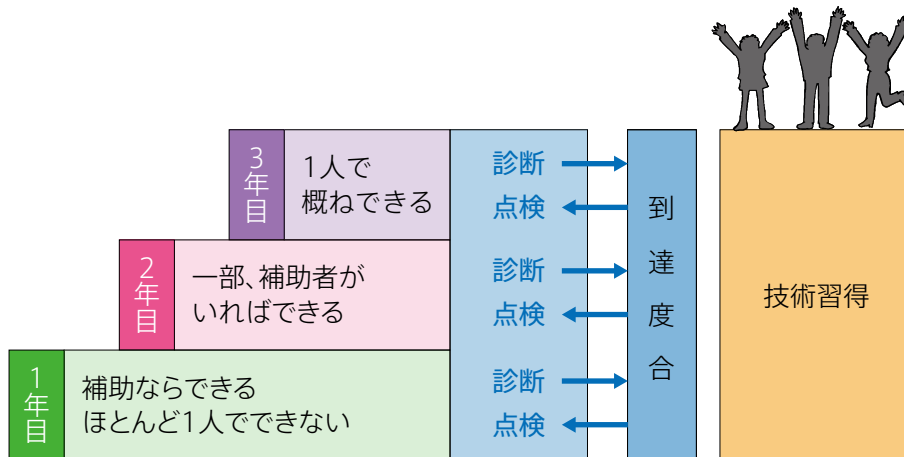 3年目
1人で
概ねできる
診断
点検
2年目
一部、補助者が
いればできる
診断
点検
1年目
補助ならできる
ほとんど1人でできない
診断
点検
到達度合
技術習得